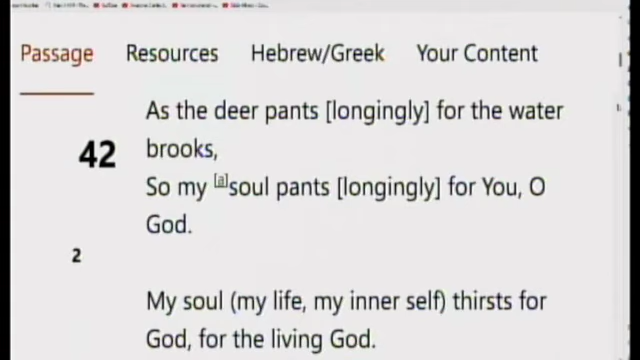 Passage Resources Hebrew/Greek Your Content
As the deer pants [longingly] for the water
42 brooks,
So my [a]soul pants [longingly] for You, O
God.
2
My soul (my life, my inner self) thirsts for
God, for the living God.